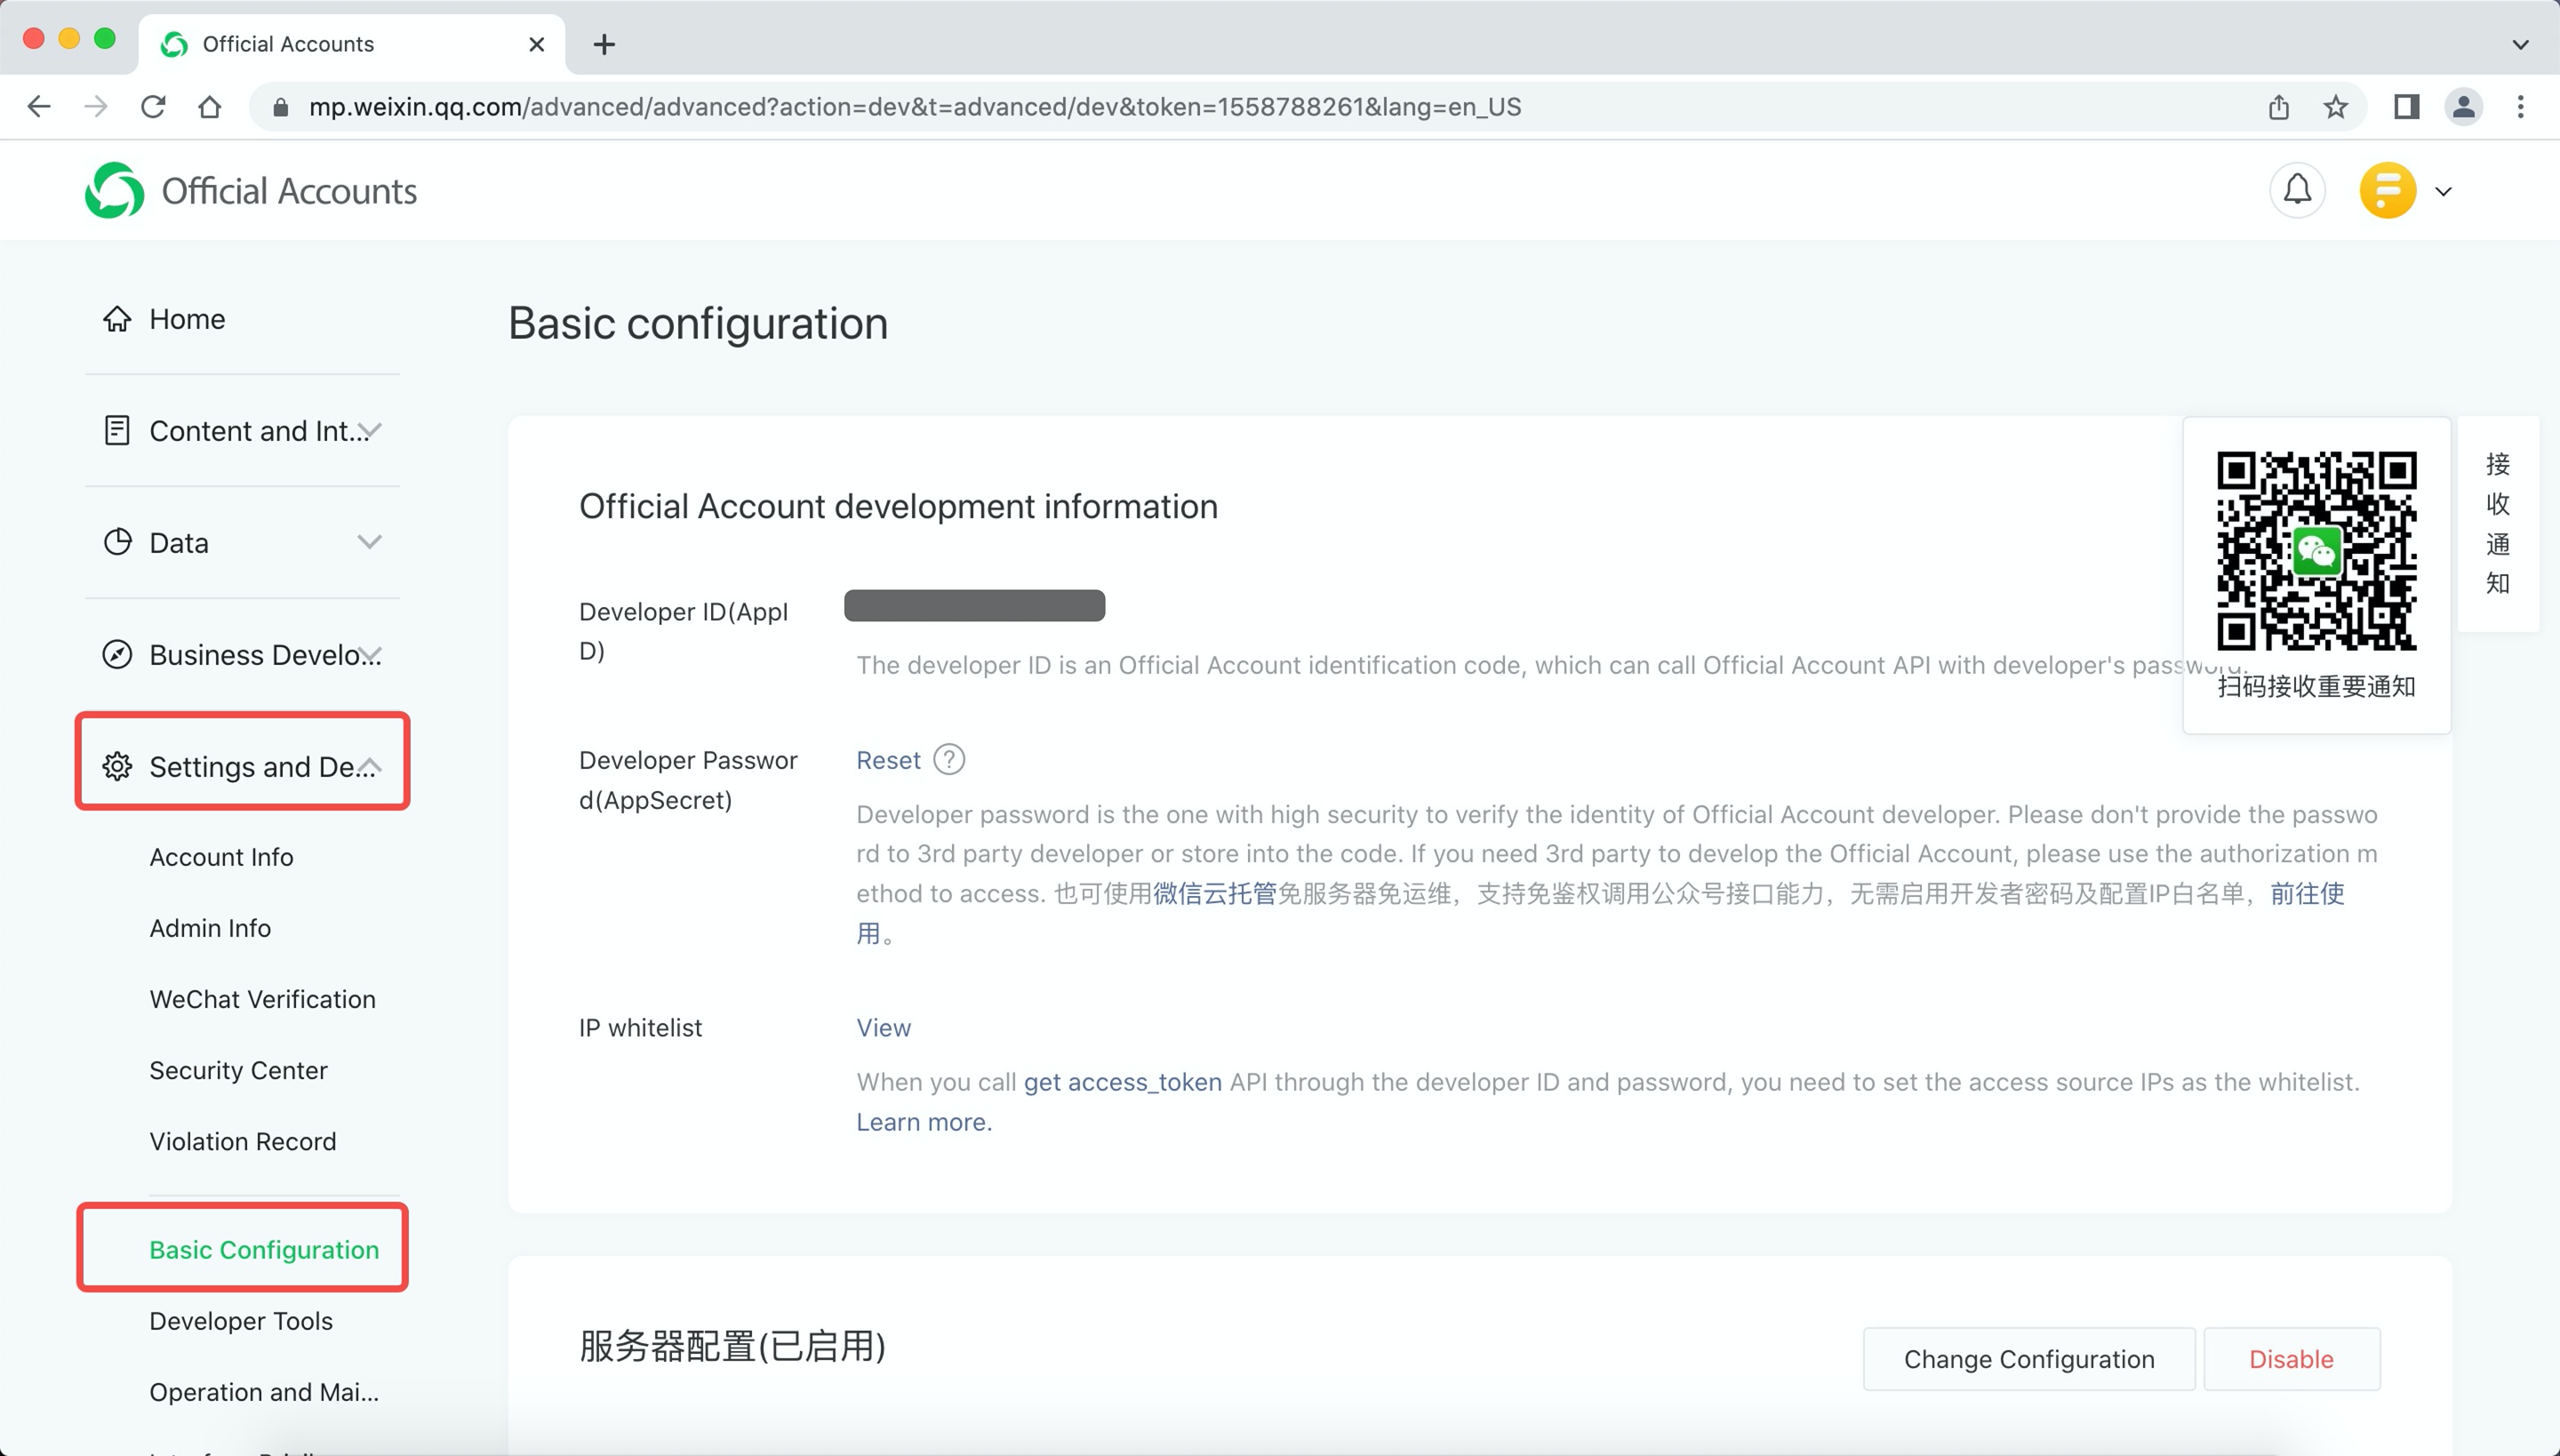 Official Accounts
mp.weixin.qq.com/advanced/advanced?action=dev&t=advanced/dev&token=1558788261&lang=en_US
Official Accounts
Home
Content and Int...
Data
Business Develo...
Settings and De...
Account Info
Admin Info
WeChat Verification
Security Center
Violation Record
Basic Configuration
Developer Tools
Operation and Mai...
Basic configuration
Official Account development information
Developer ID(AppI
D)
The developer ID is an Official Account identification code, which can call Official Account API with developer's password.
Developer Passwor
d(AppSecret)
Reset
Developer password is the one with high security to verify the identity of Official Account developer. Please don't provide the passwo
rd to 3rd party developer or store into the code. If you need 3rd party to develop the Official Account, please use the authorization m
ethod to access. 也可使用微信云托管免服务器免运维，支持免鉴权调用公众号接口能力，无需启用开发者密码及配置IP白名单，前往使
用。
IP whitelist
View
When you call get access_token API through the developer ID and password, you need to set the access source IPs as the whitelist.
Learn more.
扫码接收重要通知
接
收
通
知
服务器配置(已启用)
Change Configuration
Disable